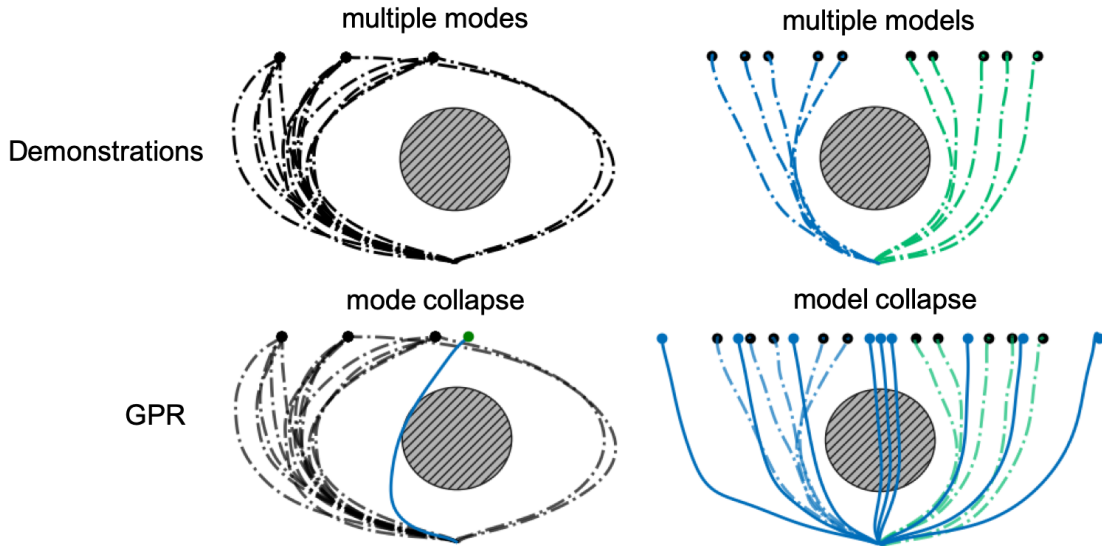 multiple modes
multiple models
Demonstrations
mode collapse
model collapse
GPR